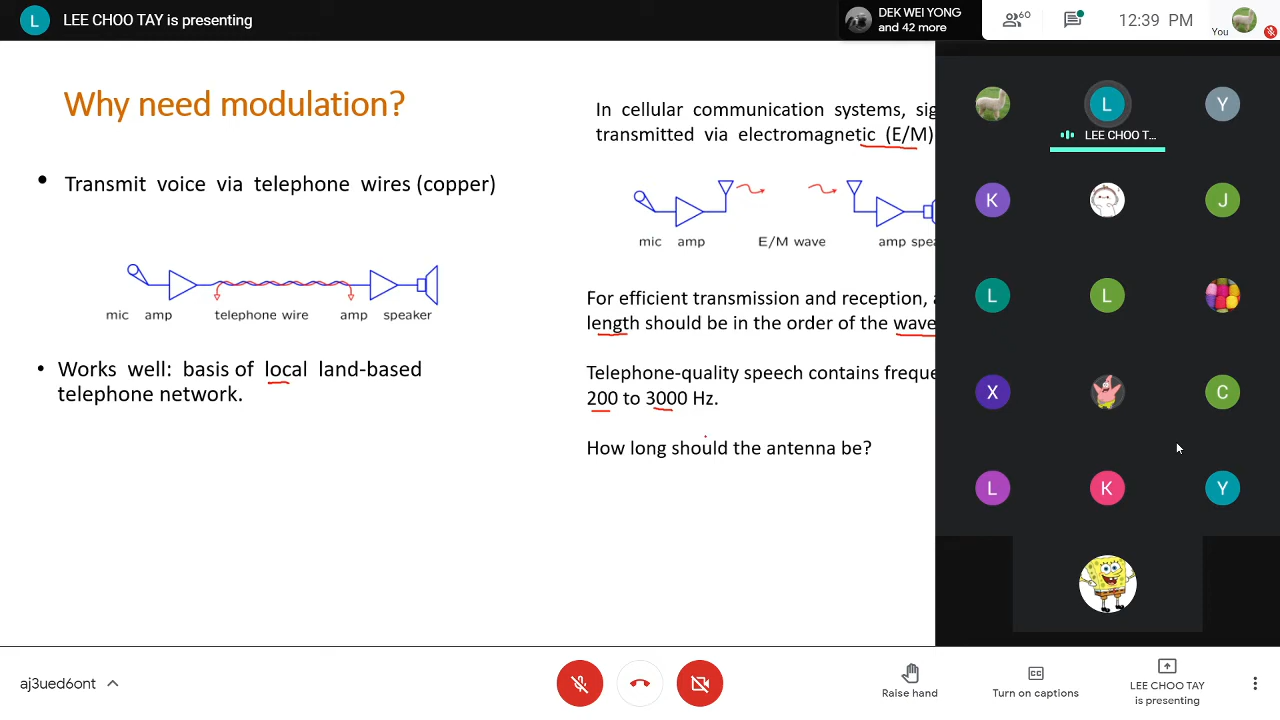 L LEE CHOO TAY is presenting
DEK WEI YONG
and 42 more
60
12:39 PM
You
Why need modulation?
• Transmit voice via telephone wires (copper)
mic amp telephone wire amp speaker
• Works well: basis of local land-based
telephone network.
In cellular communication systems, sig
transmitted via electromagnetic (E/M)
mic amp E/M wave amp spea
For efficient transmission and reception,
length should be in the order of the wave
Telephone-quality speech contains freque
200 to 3000 Hz.
How long should the antenna be?
L Y
LEE CHOO T...
K J
L L
X C
L K Y
aj3ued6ont
Raise hand
CC
Turn on captions
LEE CHOO TAY
is presenting